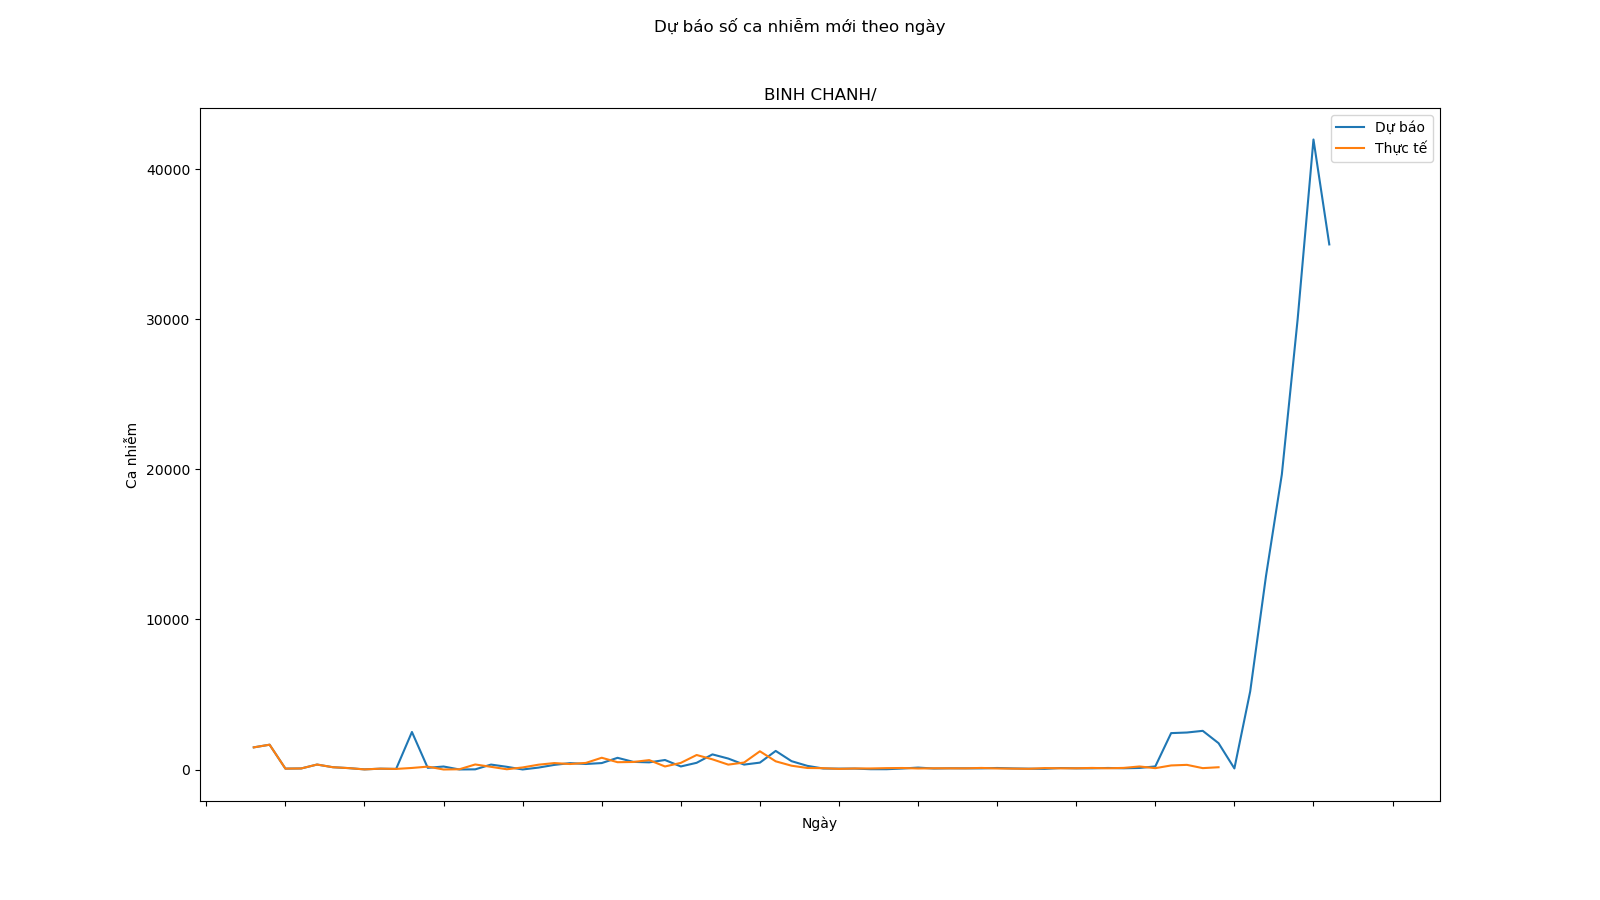 Dự báo số ca nhiễm mới theo ngày
BINH CHANH/
Dự báo
Thực tế
40000
30000
20000
10000
0
Ca nhiễm
Ngày